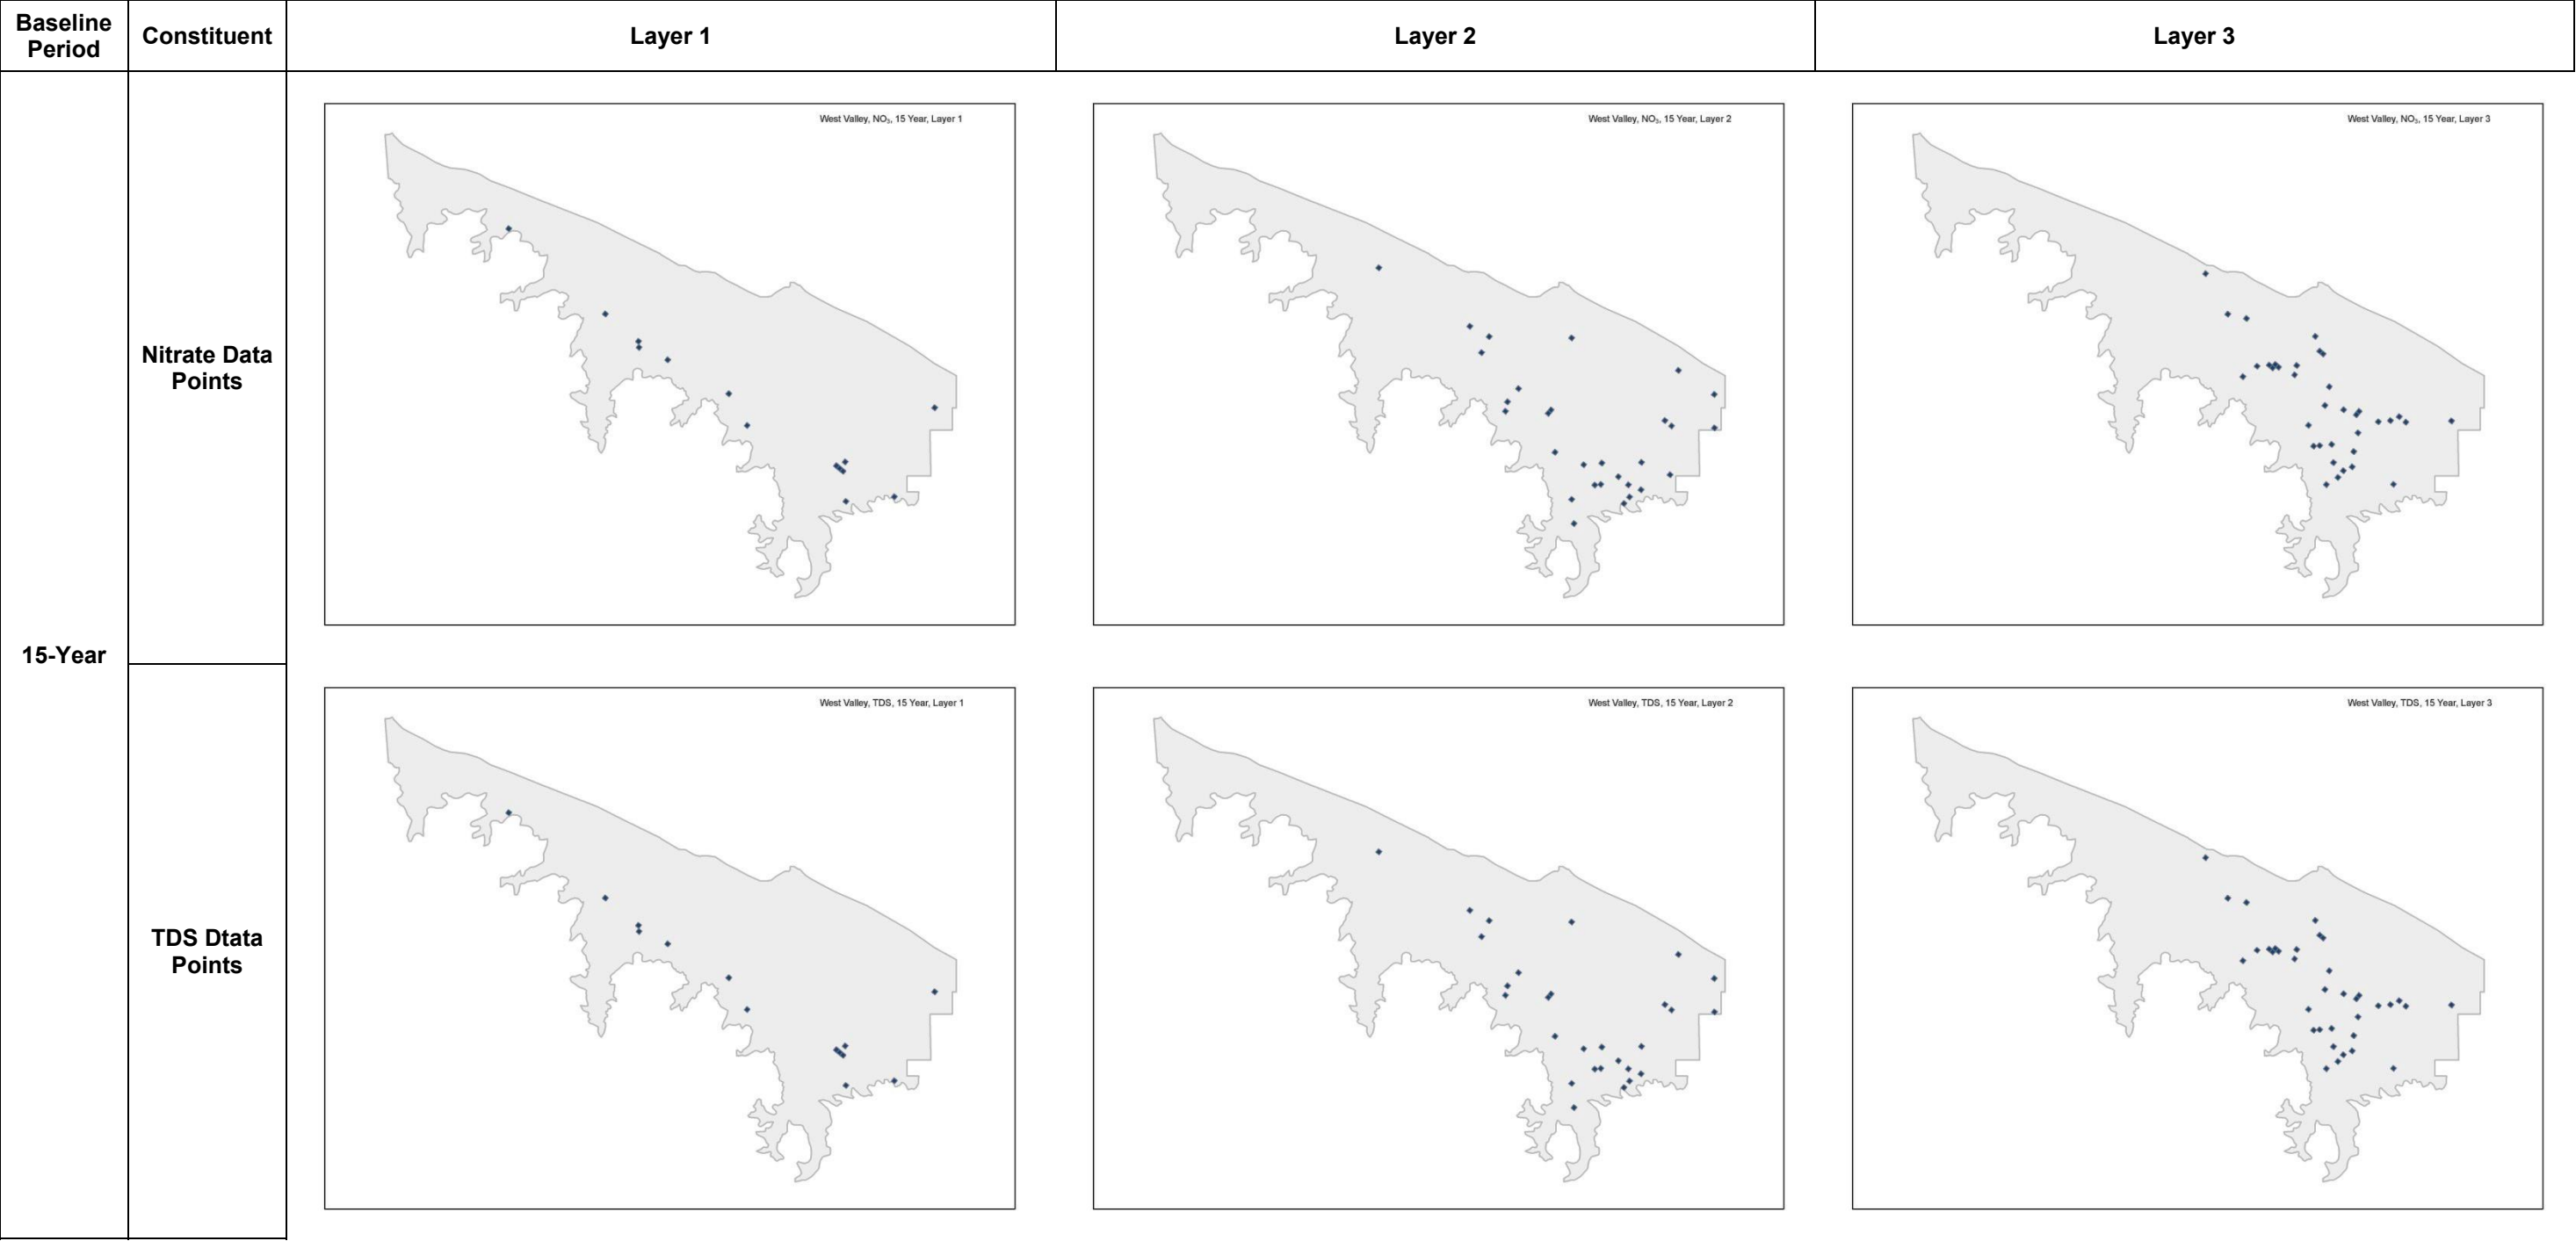 Baseline
Period
Constituent
Layer 1
Layer 2
Layer 3
15-Year
Nitrate Data
Points
West Valley, NO₃, 15 Year, Layer 1
West Valley, NO₃, 15 Year, Layer 2
West Valley, NO₃, 15 Year, Layer 3
TDS Dtata
Points
West Valley, TDS, 15 Year, Layer 1
West Valley, TDS, 15 Year, Layer 2
West Valley, TDS, 15 Year, Layer 3